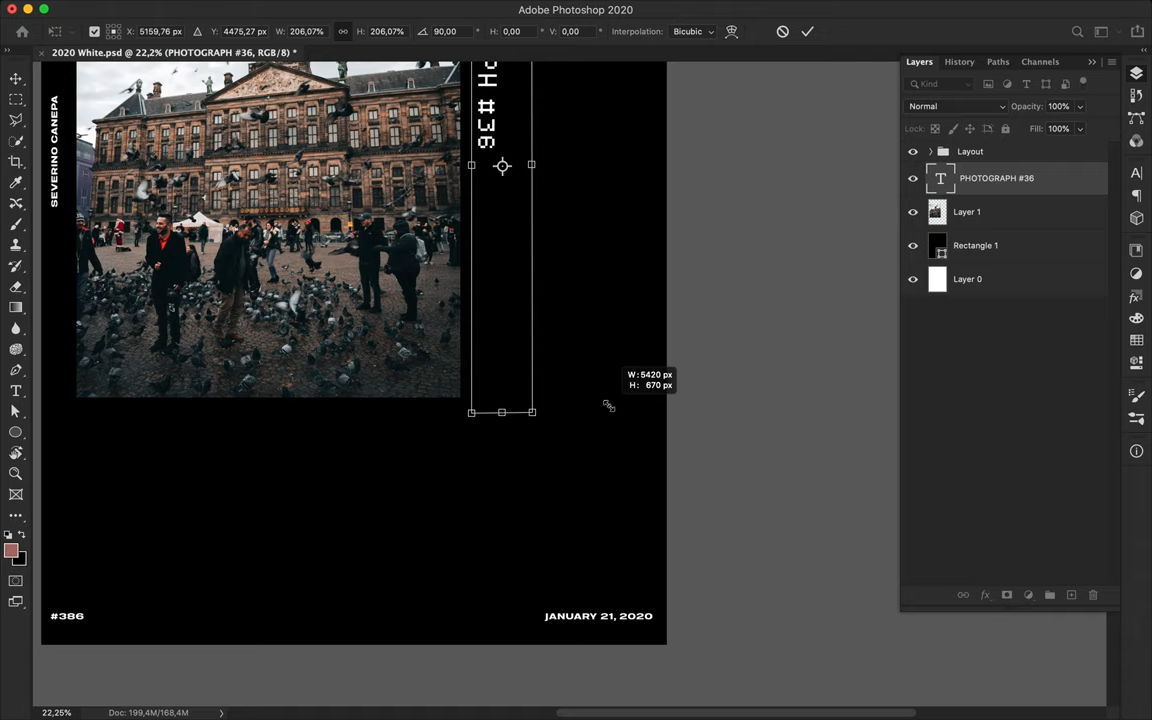 Adobe Photoshop 2020
X: 5159,76 px Y: 4475,27 px W: 206,07% H: 206,07% 90,00 ° H: 0,00 ° V: 0,00 ° Interpolation: Bicubic
2020 White.psd @ 22,2% (PHOTOGRAPH #36, RGB/8) *
Layers History Paths Channels
Kind
Normal Opacity: 100%
Lock: Fill: 100%
Layout
PHOTOGRAPH #36
Layer 1
Rectangle 1
Layer 0
SEVERINO CANEPA
PH #36
W: 5420 px
H: 670 px
#386
JANUARY 21, 2020
22,25% Doc: 199,4M/168,4M